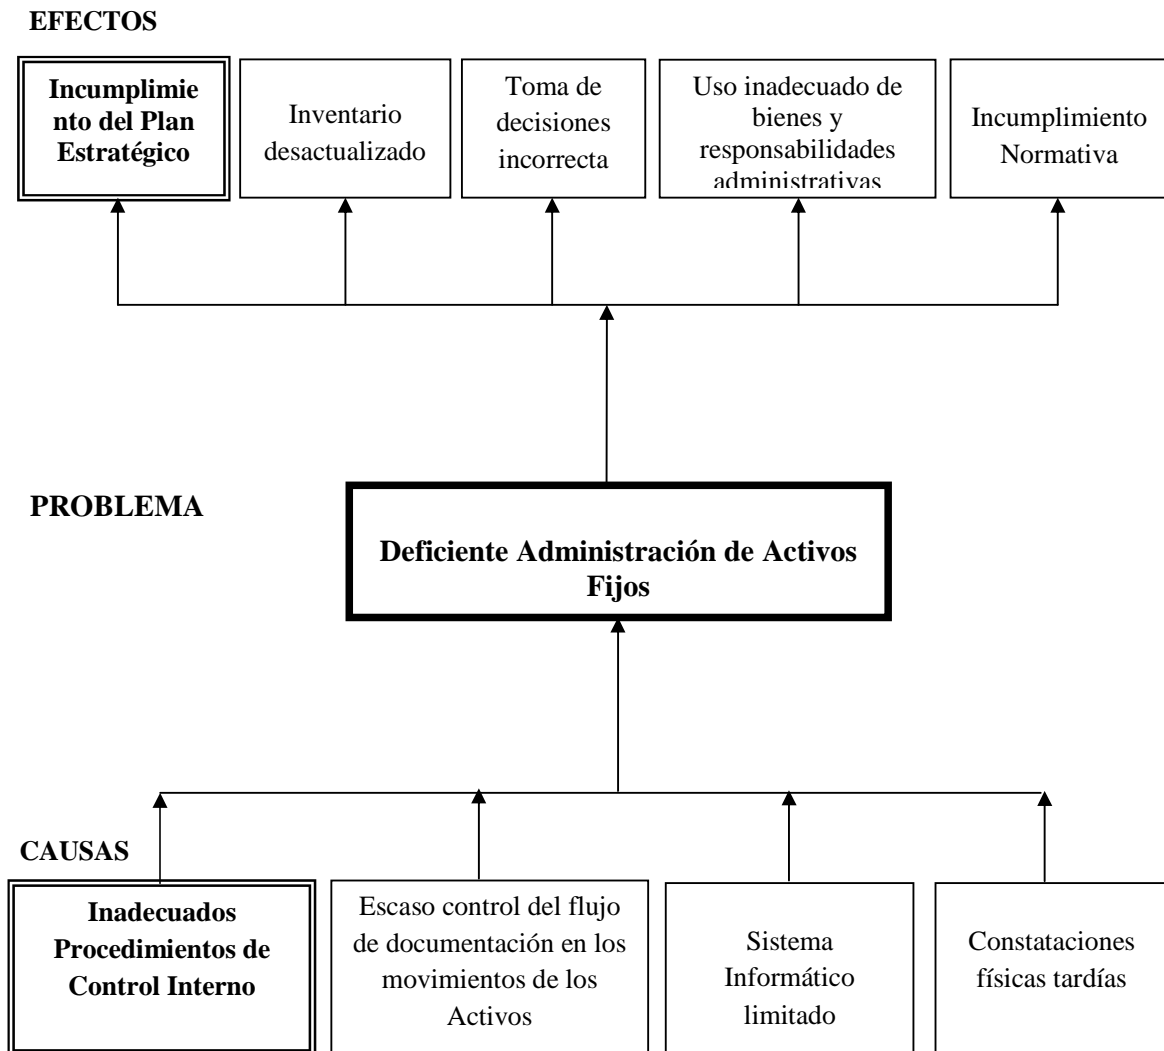 EFECTOS
Incumplimie
nto del Plan
Estratégico
Inventario
desactualizado
Toma de
decisiones
incorrecta
Uso inadecuado de
bienes y
responsabilidades
administrativas
Incumplimiento
Normativa
PROBLEMA
Deficiente Administración de Activos
Fijos
CAUSAS
Inadecuados
Procedimientos de
Control Interno
Escaso control del flujo
de documentación en los
movimientos de los
Activos
Sistema
Informático
limitado
Constataciones
físicas tardías